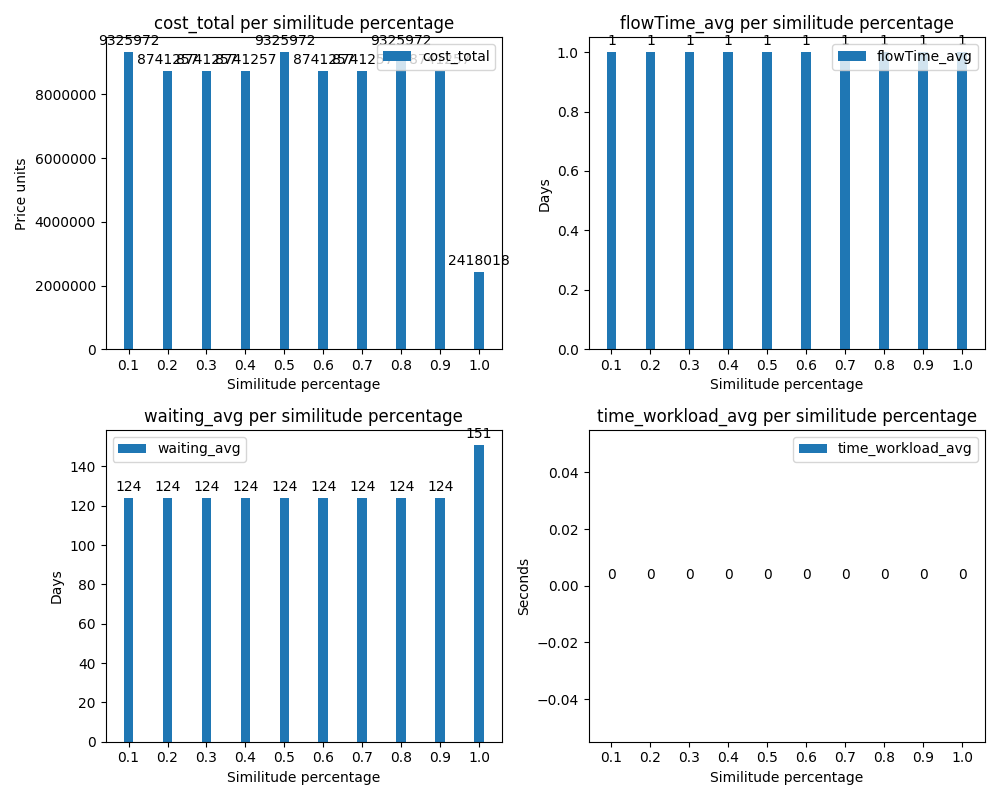 cost_total per similitude percentage
9325972
8741257
8741257
8741257
9325972
8741257
8741257
9325972
8741257
2418018
cost_total
8000000
6000000
4000000
2000000
0
Price units
0.1 0.2 0.3 0.4 0.5 0.6 0.7 0.8 0.9 1.0
Similitude percentage
flowTime_avg per similitude percentage
1 1 1 1 1 1 1 1 1 1
flowTime_avg
1.0
0.8
0.6
0.4
0.2
0.0
Days
0.1 0.2 0.3 0.4 0.5 0.6 0.7 0.8 0.9 1.0
Similitude percentage
waiting_avg per similitude percentage
waiting_avg
124 124 124 124 124 124 124 124 124 151
140
120
100
80
60
40
20
0
Days
0.1 0.2 0.3 0.4 0.5 0.6 0.7 0.8 0.9 1.0
Similitude percentage
time_workload_avg per similitude percentage
time_workload_avg
0 0 0 0 0 0 0 0 0 0
0.04
0.02
0.00
−0.02
−0.04
Seconds
0.1 0.2 0.3 0.4 0.5 0.6 0.7 0.8 0.9 1.0
Similitude percentage